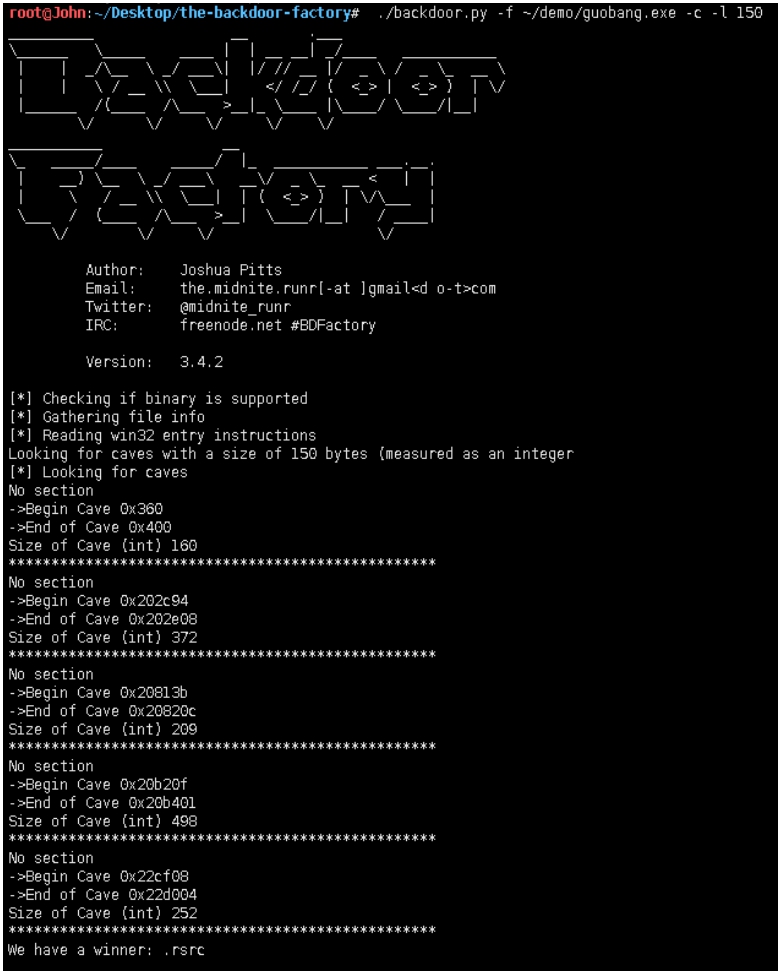 root@John:~/Desktop/the-backdoor-factory#  ./backdoor.py -f ~/demo/guobang.exe -c -l 150
Backdoor
Factory
Author:    Joshua Pitts
Email:     the.midnite.runr[-at ]gmail<d o-t>com
Twitter:   @midnite_runr
IRC:       freenode.net #BDFactory
Version:   3.4.2
[*] Checking if binary is supported
[*] Gathering file info
[*] Reading win32 entry instructions
Looking for caves with a size of 150 bytes (measured as an integer
[*] Looking for caves
No section
->Begin Cave 0x360
->End of Cave 0x400
Size of Cave (int) 160
**************************************************
No section
->Begin Cave 0x202c94
->End of Cave 0x202e08
Size of Cave (int) 372
**************************************************
No section
->Begin Cave 0x20813b
->End of Cave 0x20820c
Size of Cave (int) 209
**************************************************
No section
->Begin Cave 0x20b20f
->End of Cave 0x20b401
Size of Cave (int) 498
**************************************************
No section
->Begin Cave 0x22cf08
->End of Cave 0x22d004
Size of Cave (int) 252
**************************************************
We have a winner: .rsrc